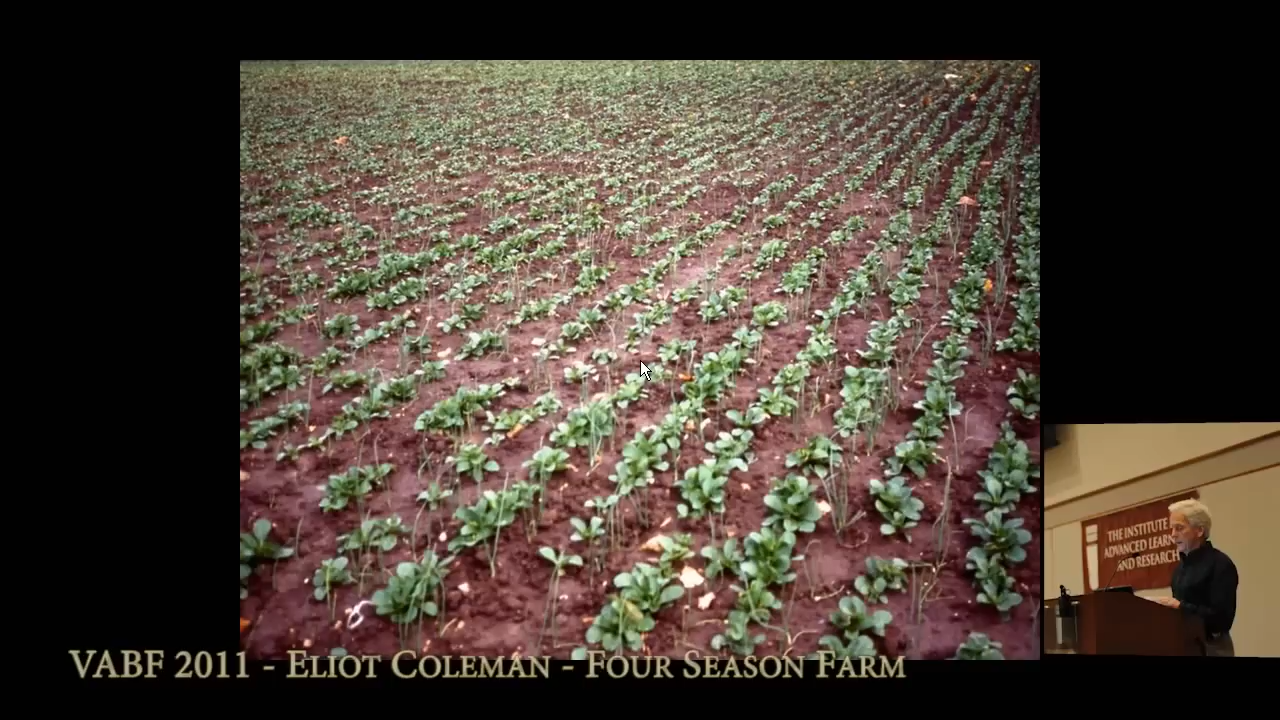 THE INSTITUTE
ADVANCED LEARN
AND RESEARCH
VABF 2011 - ELIOT COLEMAN - FOUR SEASON FARM